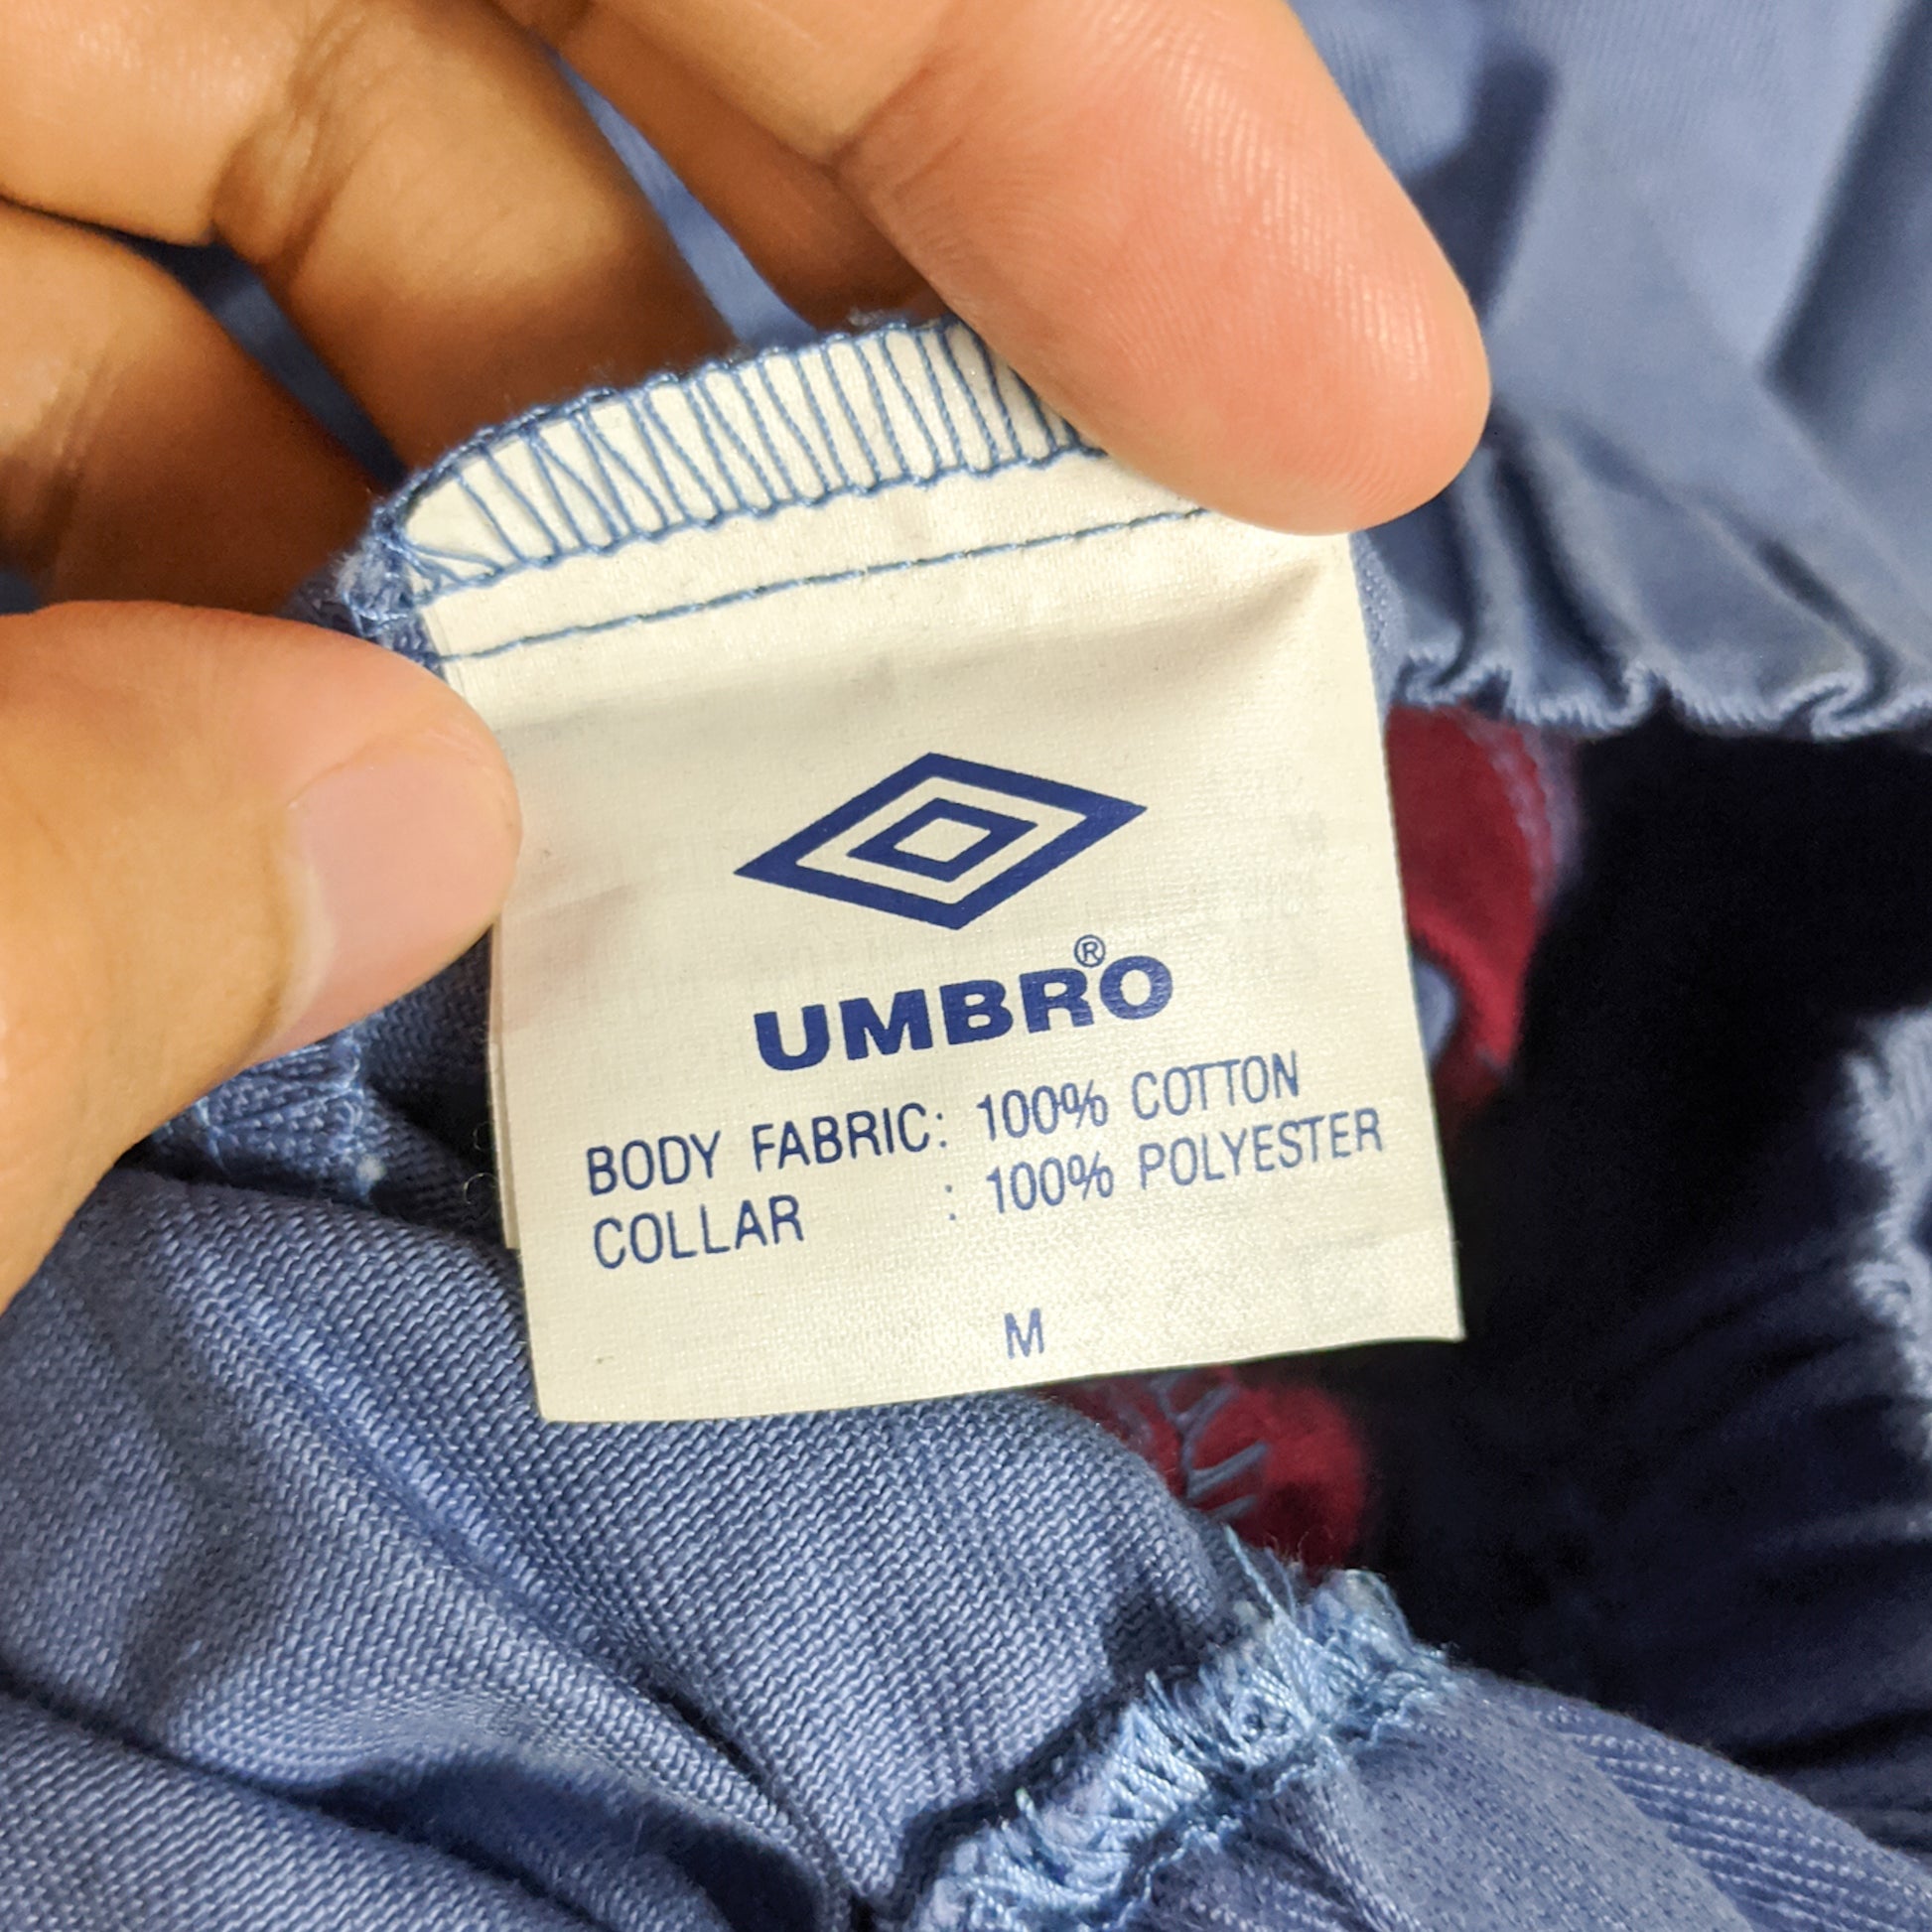 UMBRO®
BODY FABRIC: 100% COTTON
COLLAR : 100% POLYESTER
M